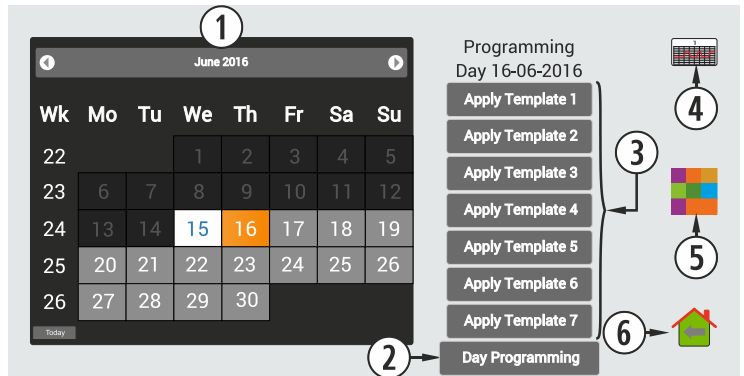 1
June 2016
Wk Mo Tu We Th Fr Sa Su
22 1 2 3 4 5
23 6 7 8 9 10 11 12
24 13 14 15 16 17 18 19
25 20 21 22 23 24 25 26
26 27 28 29 30
Today
Programming
Day 16-06-2016
Apply Template 1
Apply Template 2
Apply Template 3
Apply Template 4
Apply Template 5
Apply Template 6
Apply Template 7
2
Day Programming
3
1
4
5
6